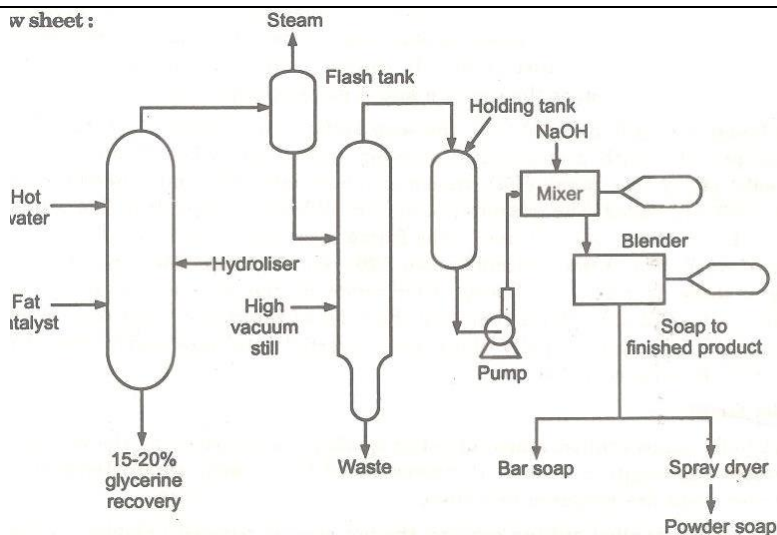 w sheet :
Steam
Flash tank
Holding tank
NaOH
Mixer
Hot
vater
Hydroliser
Blender
Fat
ntalyst
High
vacuum
still
Soap to
finished product
Pump
15-20%
glycerine
recovery
Waste
Bar soap
Spray dryer
Powder soap